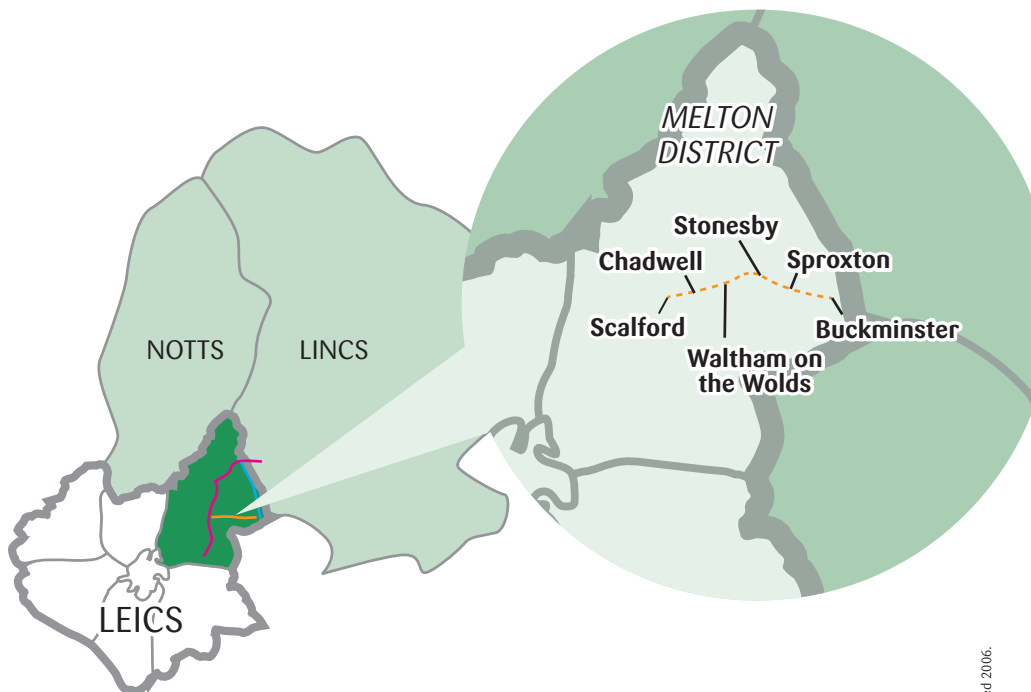 MELTON
DISTRICT
Stonesby
Chadwell
Sproxton
Scalford
Buckminster
Waltham on
the Wolds
NOTTS
LINCS
LEICS
2006.